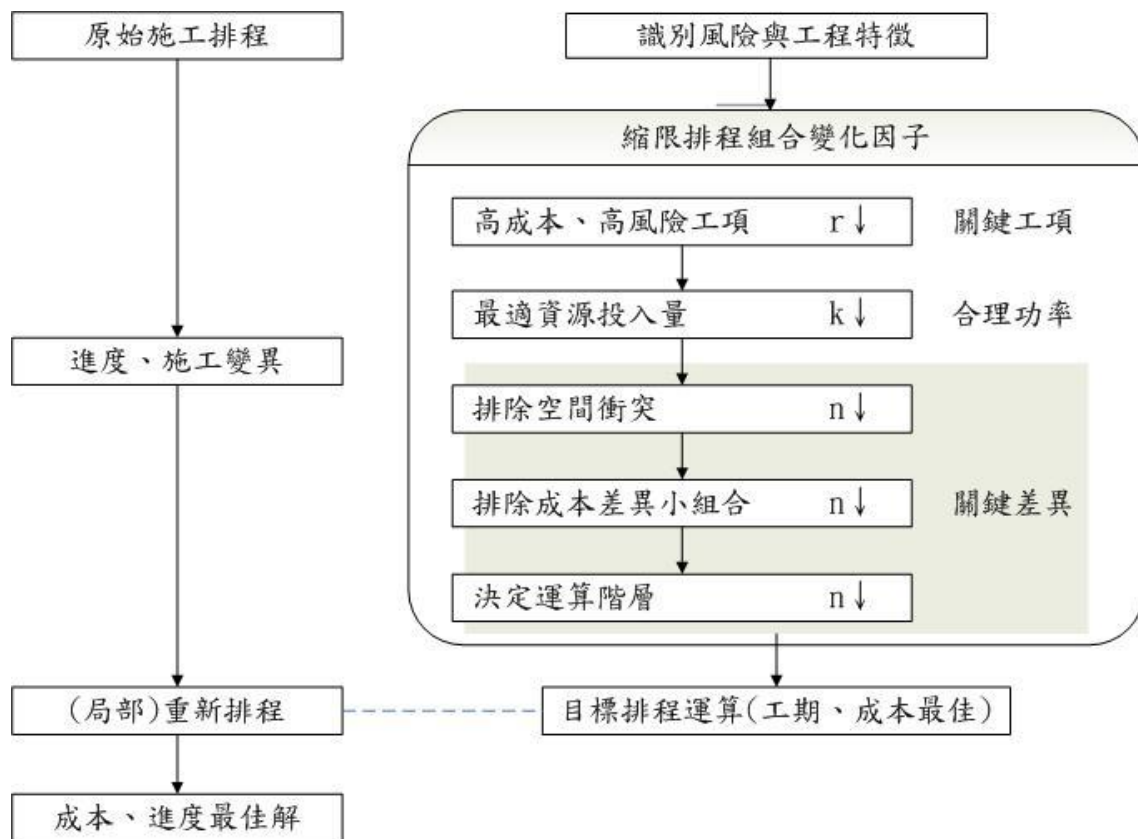 原始施工排程
識別風險與工程特徵
縮限排程組合變化因子
高成本、高風險工項 r↓ 關鍵工項
最適資源投入量 k↓ 合理功率
進度、施工變異
排除空間衝突 n↓
排除成本差異小組合 n↓ 關鍵差異
決定運算階層 n↓
(局部)重新排程
目標排程運算(工期、成本最佳)
成本、進度最佳解